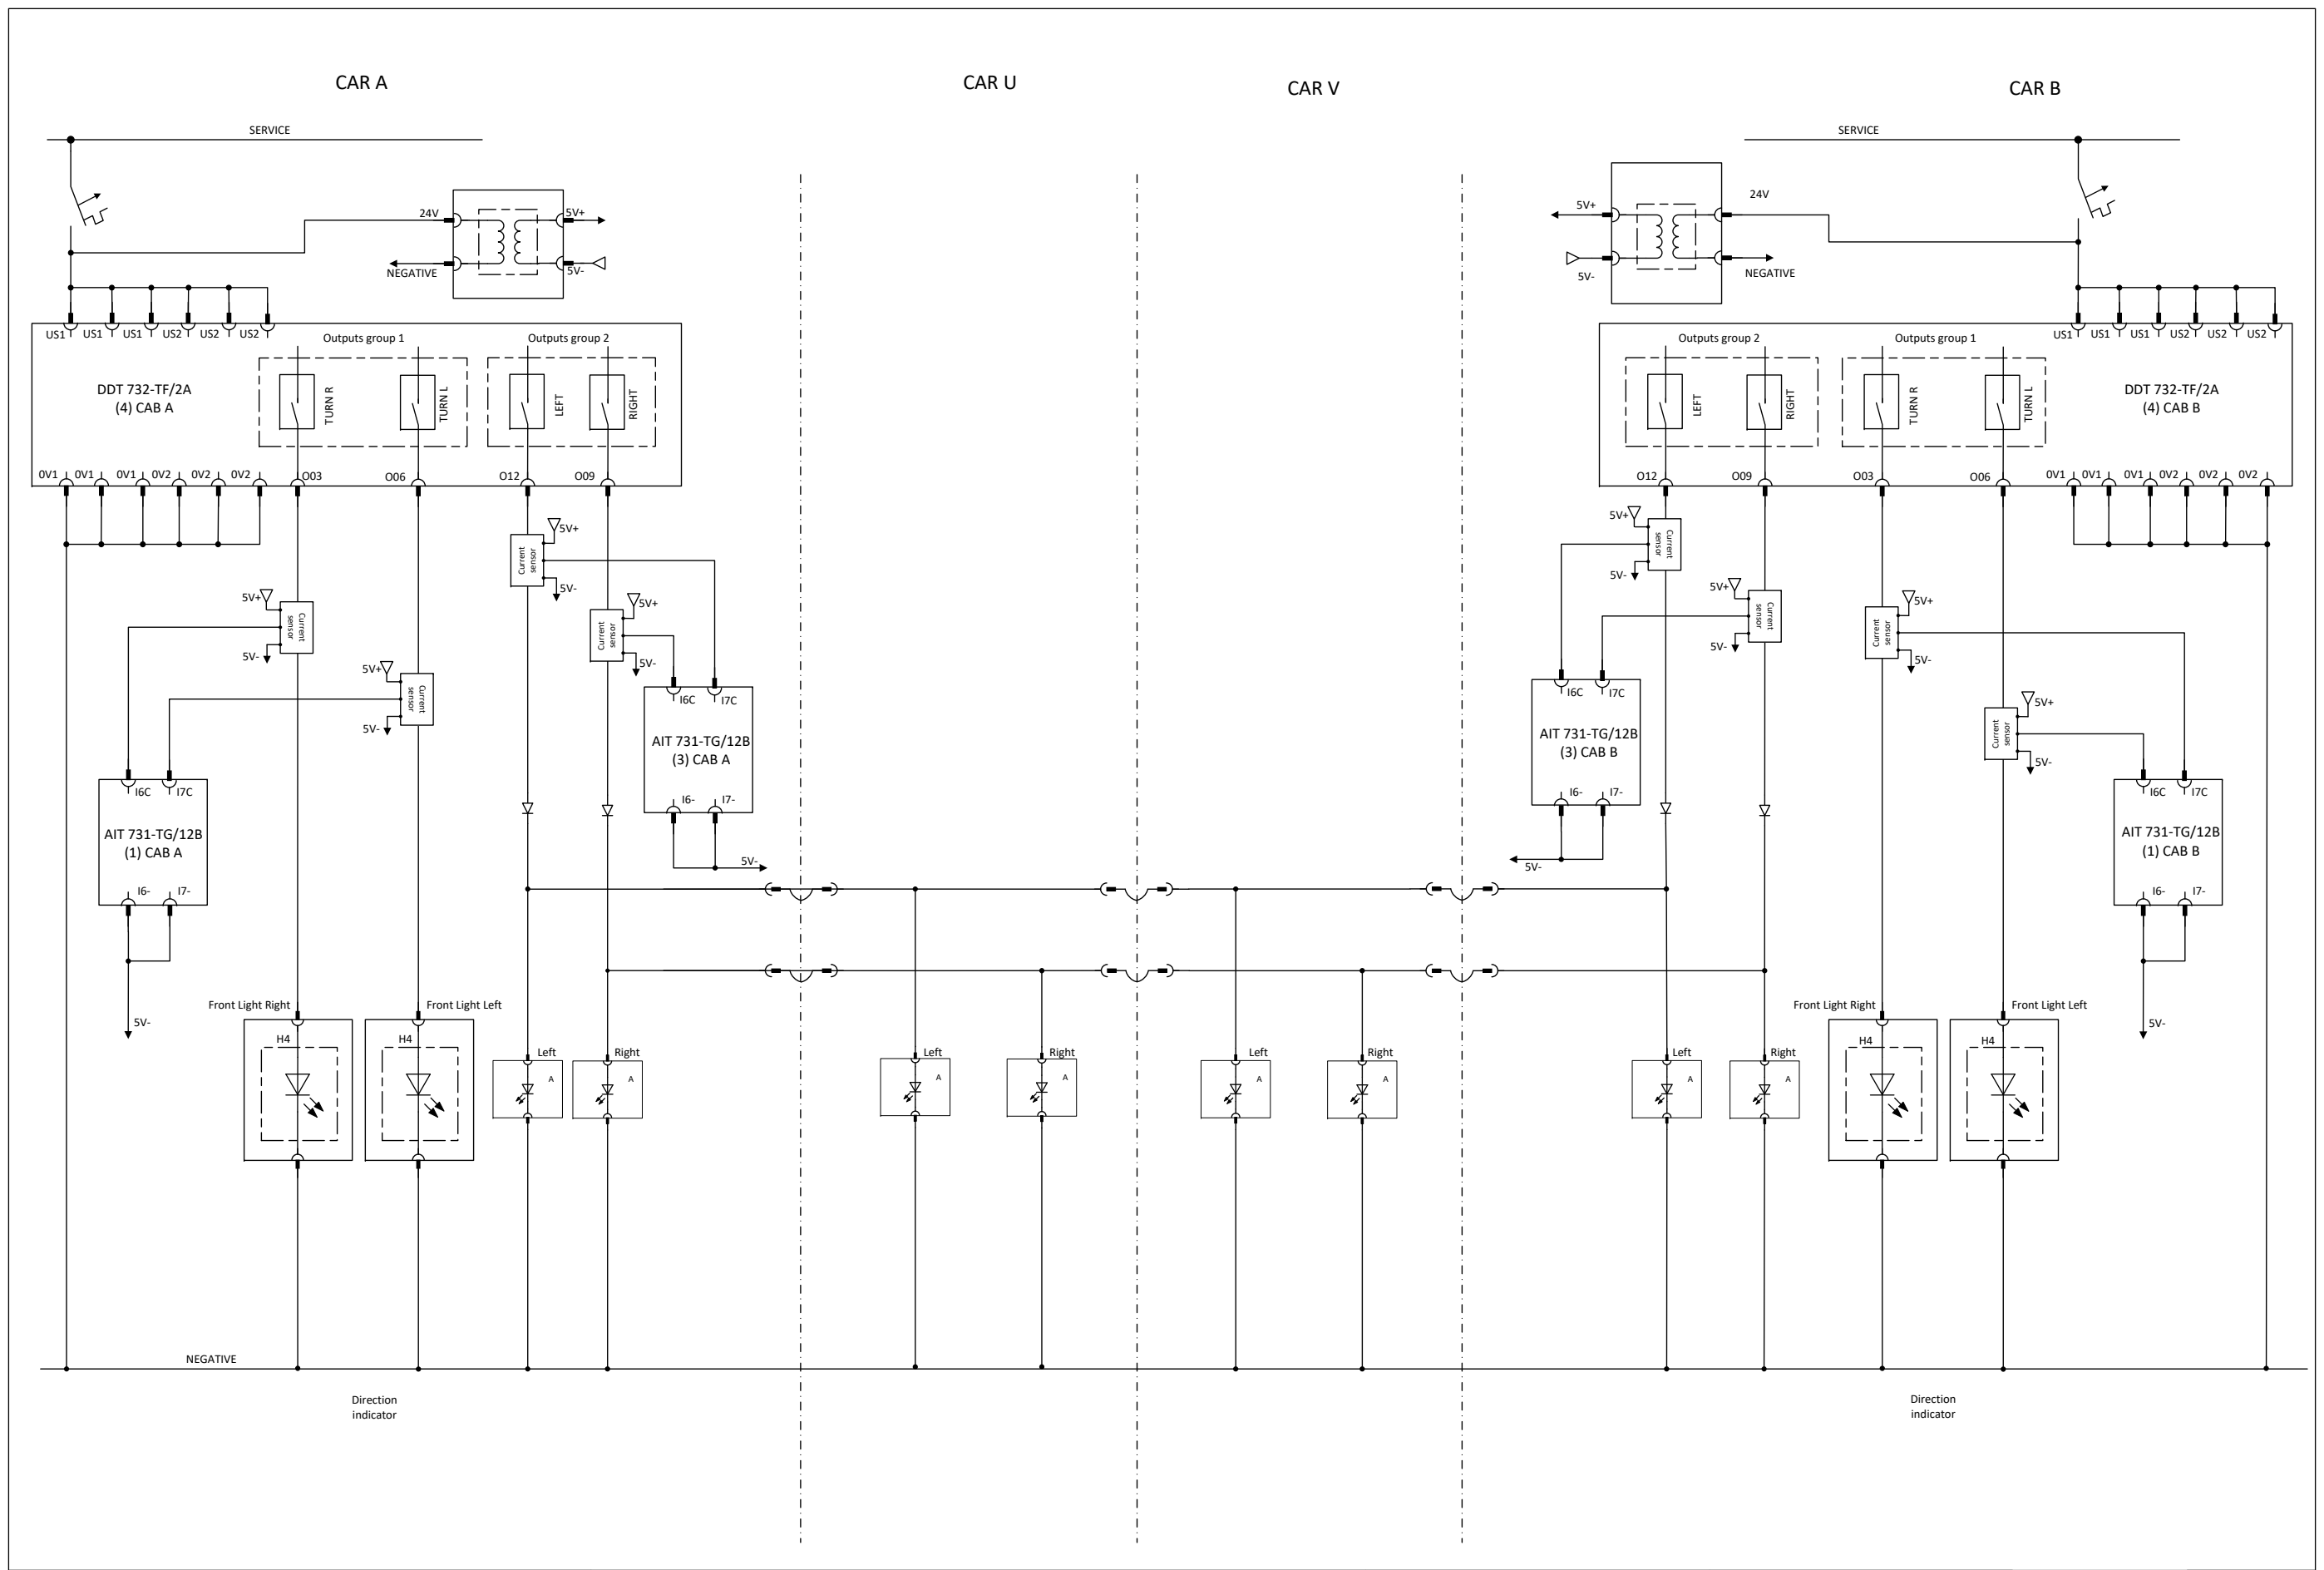 CAR A
CAR U
CAR V
CAR B
SERVICE
SERVICE
24V
5V+
NEGATIVE
5V-
5V+
24V
5V-
NEGATIVE
US1
US1
US1
US2
US2
US2
Outputs group 1
Outputs group 2
DDT 732-TF/2A
(4) CAB A
TURN R
TURN L
LEFT
RIGHT
0V1
0V1
0V1
0V2
0V2
O03
O06
O12
O09
Outputs group 2
Outputs group 1
US1
US1
US1
US2
US2
US2
LEFT
RIGHT
TURN R
TURN L
DDT 732-TF/2A
(4) CAB B
O12
O09
O03
O06
0V1
0V1
0V1
0V2
0V2
0V2
5V+
Current
sensor
5V-
5V+
Current
sensor
5V-
5V+
Current
sensor
5V-
5V+
Current
sensor
5V-
I6C
I7C
AIT 731-TG/12B
(3) CAB A
I6-
I7-
5V-
I6C
I7C
AIT 731-TG/12B
(1) CAB A
I6-
I7-
5V-
5V+
Current
sensor
5V-
5V+
Current
sensor
5V-
5V+
Current
sensor
5V-
5V+
Current
sensor
5V-
I6C
I7C
AIT 731-TG/12B
(3) CAB B
I6-
I7-
5V-
I6C
I7C
AIT 731-TG/12B
(1) CAB B
I6-
I7-
5V-
Front Light Right
H4
Front Light Left
H4
Left
A
Right
A
Left
A
Right
A
Left
A
Right
A
Left
A
Right
A
Front Light Right
H4
Front Light Left
H4
NEGATIVE
Direction
indicator
Direction
indicator